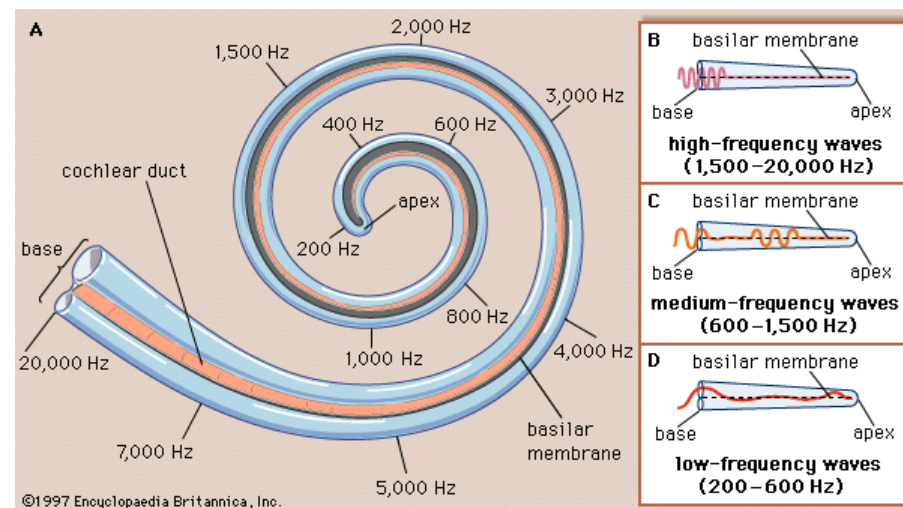 A
2,000 Hz
1,500 Hz
3,000 Hz
400 Hz
600 Hz
cochlear duct
apex
200 Hz
base
800 Hz
20,000 Hz
1,000 Hz
4,000 Hz
7,000 Hz
basilar
membrane
5,000 Hz
©1997 Encyclopaedia Britannica, Inc.
B
basilar membrane
base
apex
high-frequency waves
(1,500–20,000 Hz)
C
basilar membrane
base
apex
medium-frequency waves
(600–1,500 Hz)
D
basilar membrane
base
apex
low-frequency waves
(200–600 Hz)